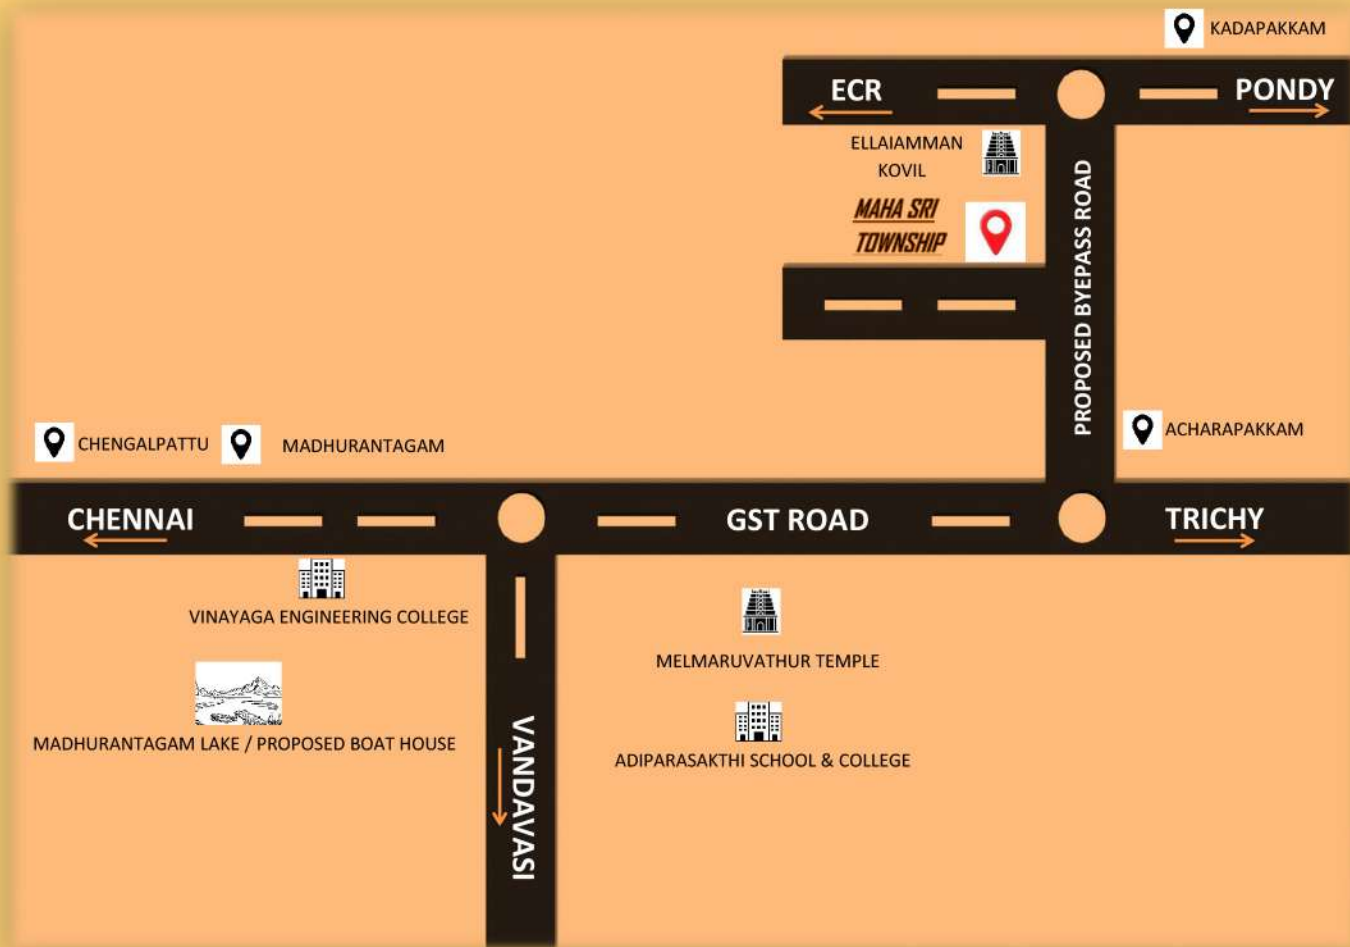 KADAPAKKAM
ECR
PONDY
ELLAIAMMAN
KOVIL
MAHA SRI
TOWNSHIP
PROPOSED BYEPASS ROAD
ACHARAPAKKAM
CHENGALPATTU
MADHURANTAGAM
CHENNAI
GST ROAD
TRICHY
VINAYAGA ENGINEERING COLLEGE
MELMARUVATHUR TEMPLE
MADHURANTAGAM LAKE / PROPOSED BOAT HOUSE
VANDAVASI
ADIPARASAKTHI SCHOOL & COLLEGE